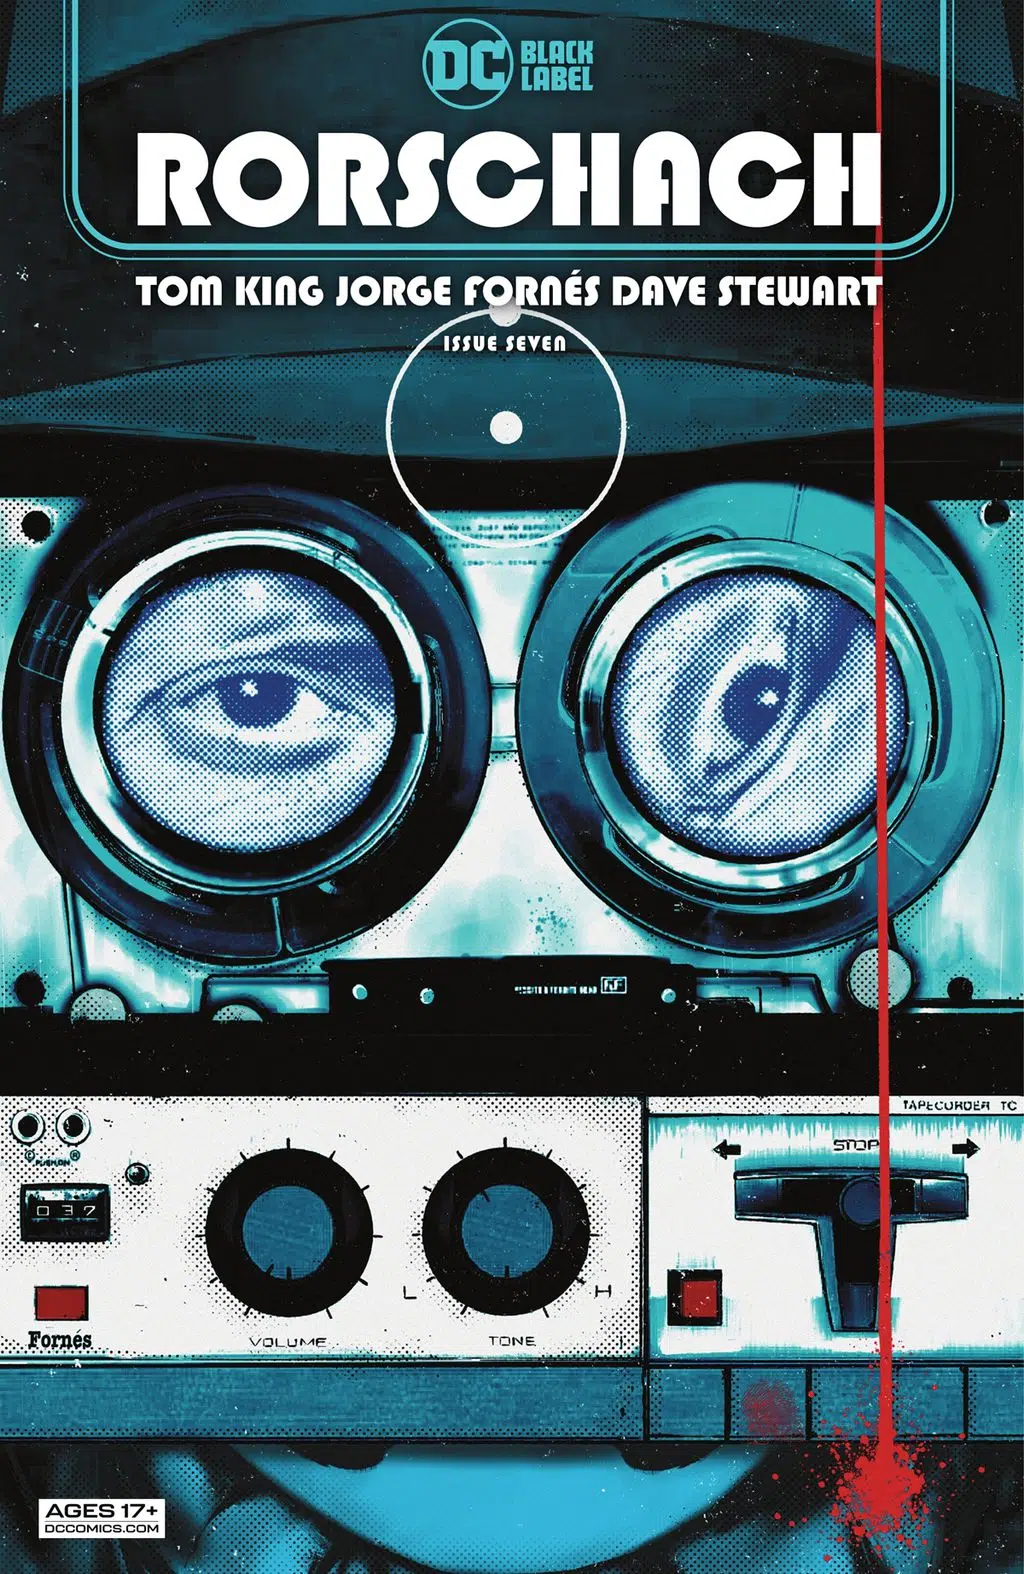 DC BLACK
LABEL
RORSCHACH
TOM KING JORGE FORNÉS DAVE STEWART
ISSUE SEVEN
TAPECORDER TC
STOP
037
L H
Fornés
VOLUME
TONE
AGES 17+
DCCOMICS.COM